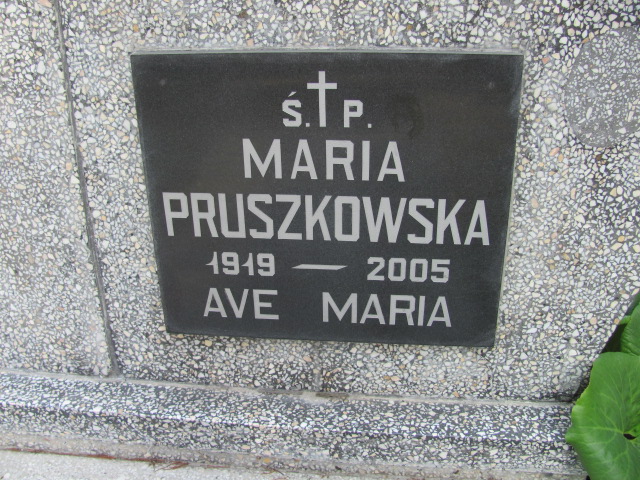 Ś. P.
MARIA
PRUSZKOWSKA
1919 — 2005
AVE MARIA